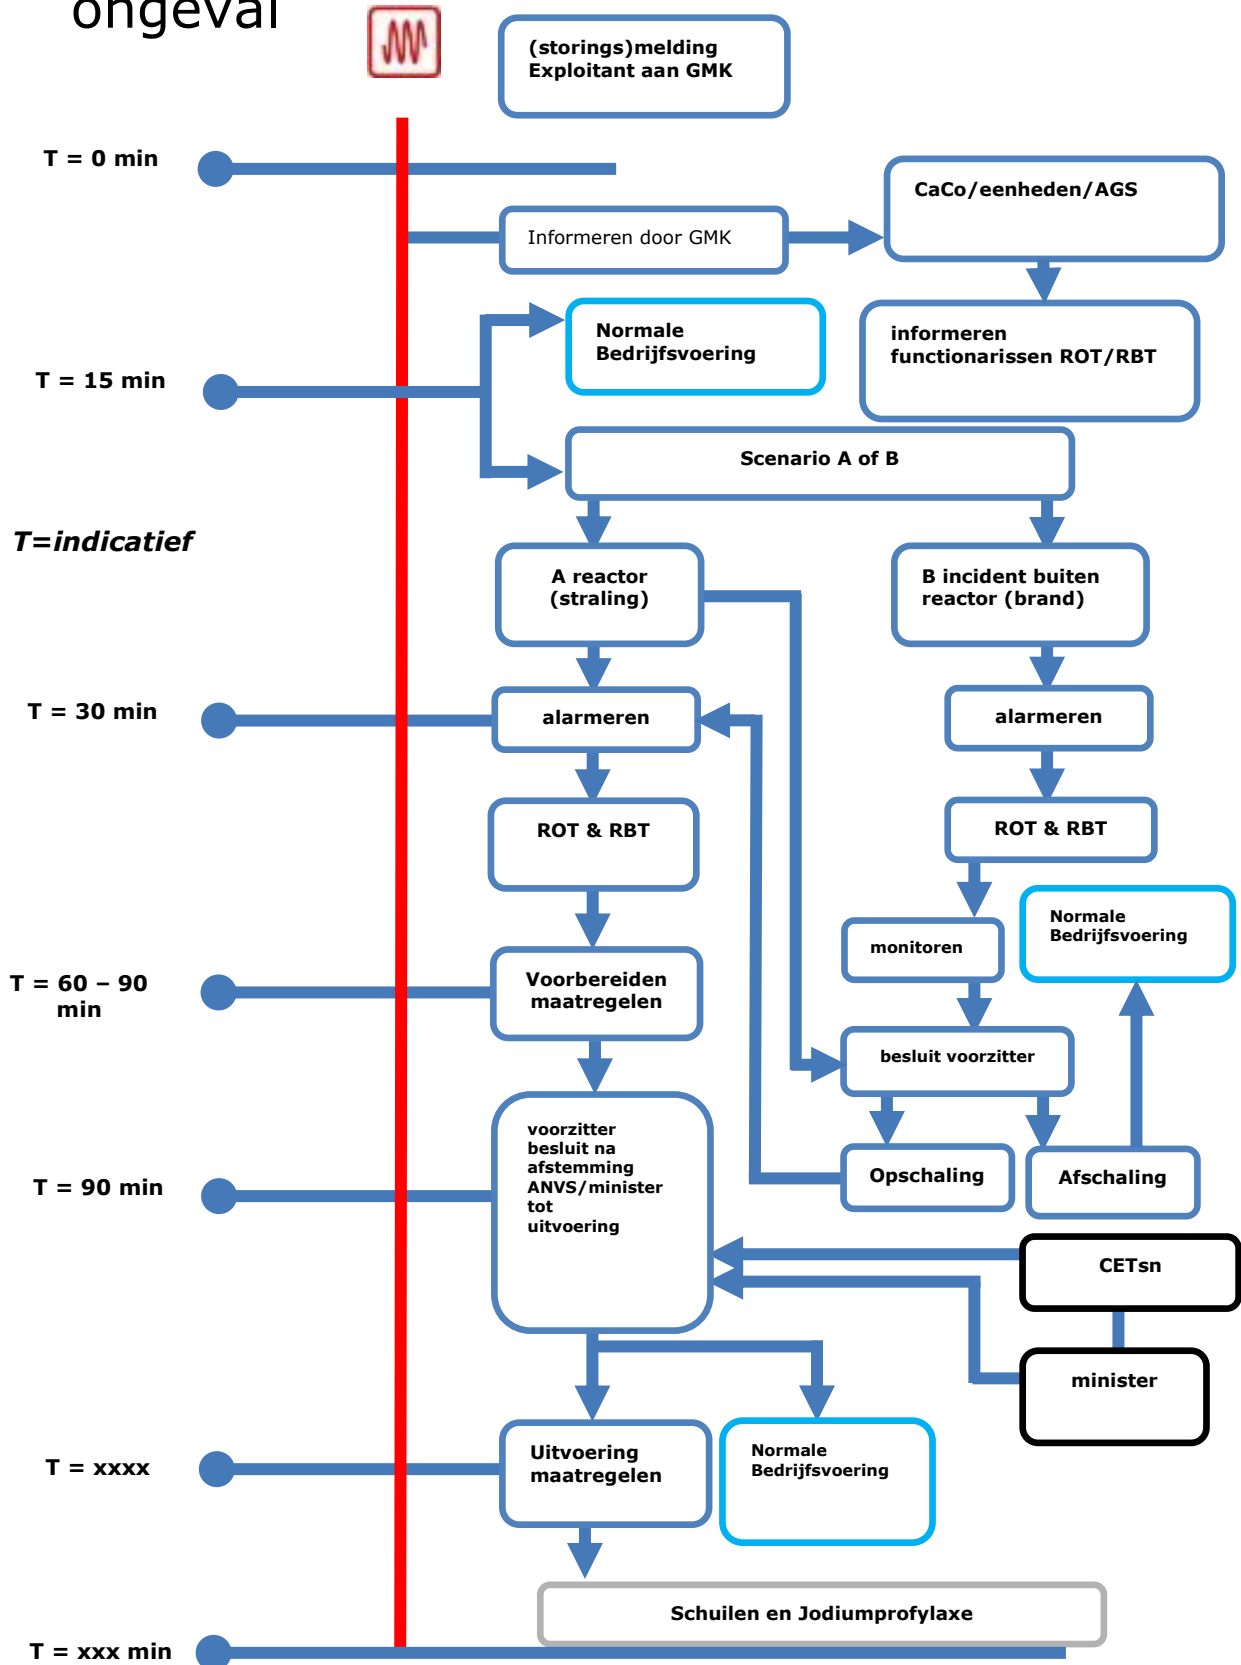 ongeval
(storings)melding
Exploitant aan GMK
T = 0 min
CaCo/eenheden/AGS
Informeren door GMK
Normale
Bedrijfsvoering
informeren
functionarissen ROT/RBT
T = 15 min
Scenario A of B
T=indicatief
A reactor
(straling)
B incident buiten
reactor (brand)
T = 30 min
alarmeren
alarmeren
ROT & RBT
ROT & RBT
Normale
Bedrijfsvoering
monitoren
T = 60 – 90
min
Voorbereiden
maatregelen
besluit voorzitter
voorzitter
besluit na
afstemming
ANVS/minister
tot
uitvoering
T = 90 min
Opschaling
Afschaling
CETsn
minister
T = xxxx
Uitvoering
maatregelen
Normale
Bedrijfsvoering
Schuilen en Jodiumprofylaxe
T = xxx min